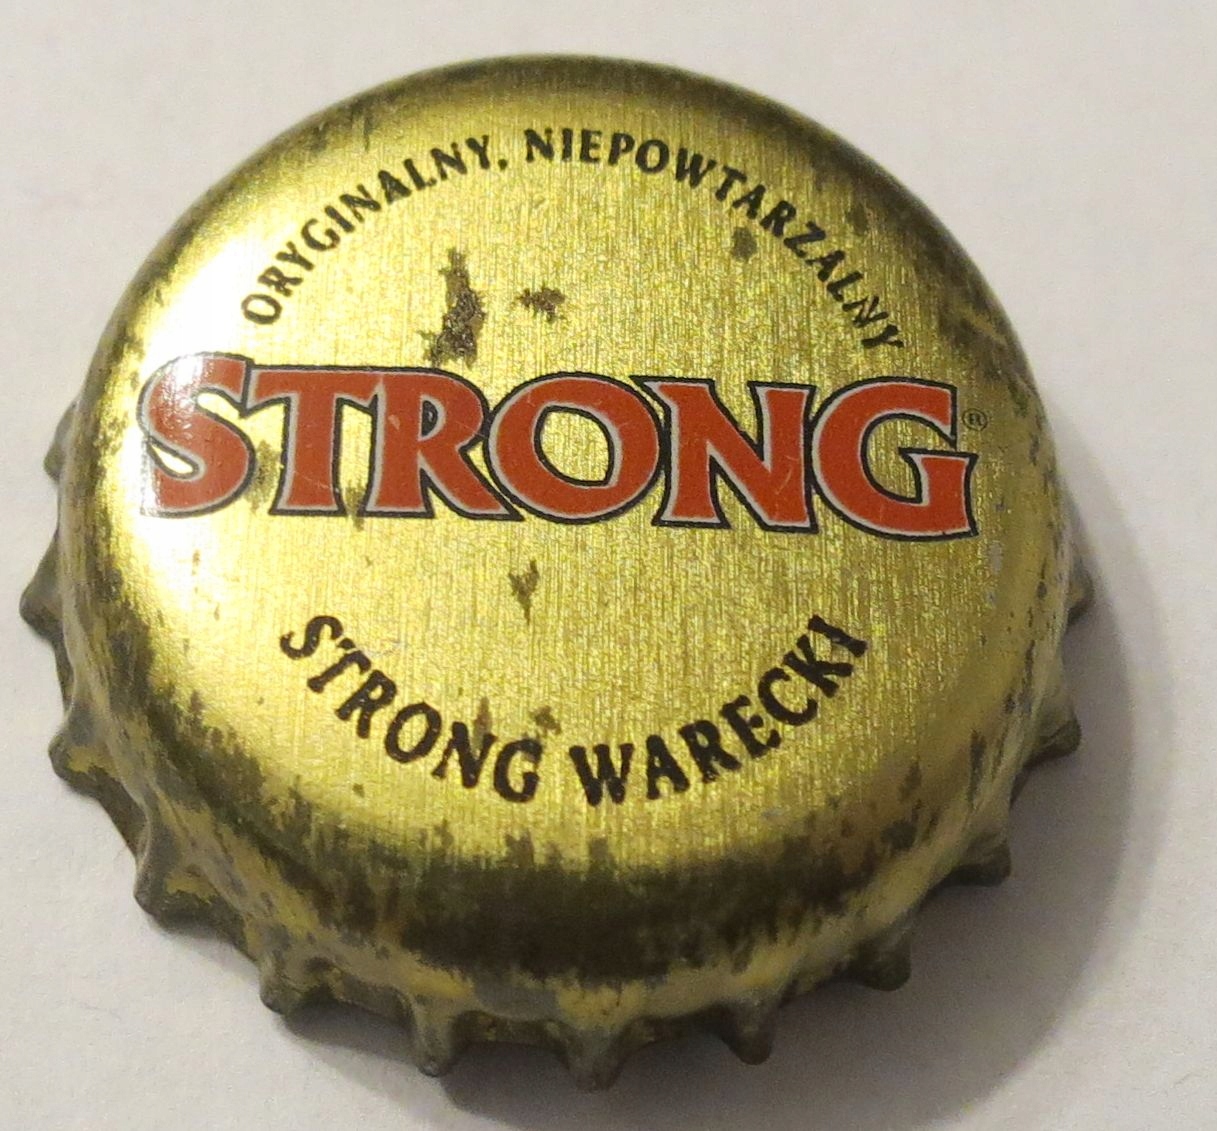 ORYGINALNY, NIEPOWTARZALNY
STRONG®
STRONG WARECKI